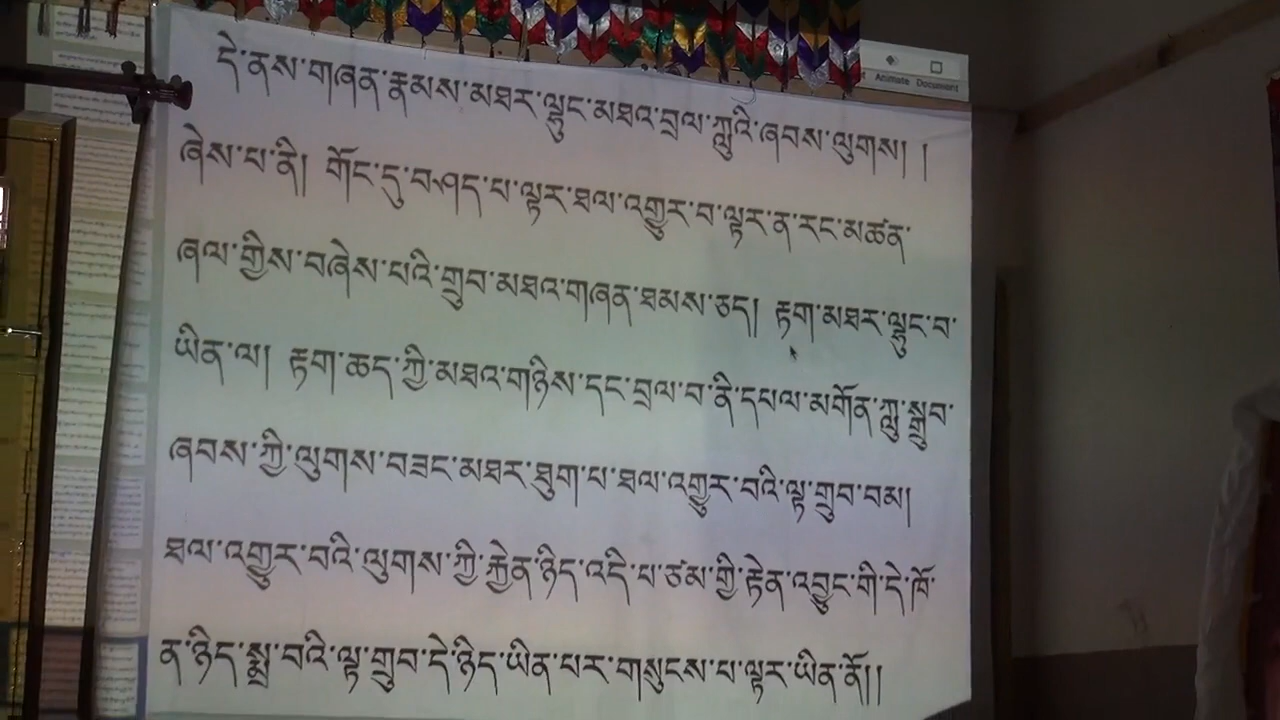 Animate Document
དེ་ནས་གཞན་རྣམས་མཐར་ལྷུང་མཐའ་བྲལ་ཀླུའི་ཞབས་ལུགས། །
ཞེས་པ་ནི། གོང་དུ་བཤད་པ་ལྟར་ཐལ་འགྱུར་བ་ལྟར་ན་རང་མཚན་
ཞལ་གྱིས་བཞེས་པའི་གྲུབ་མཐའ་གཞན་ཐམས་ཅད། རྟག་མཐར་ལྷུང་བ་
ཡིན་ལ། རྟག་ཆད་ཀྱི་མཐའ་གཉིས་དང་བྲལ་བ་ནི་དཔལ་མགོན་ཀླུ་སྒྲུབ་
ཞབས་ཀྱི་ལུགས་བཟང་མཐར་ཐུག་པ་ཐལ་འགྱུར་བའི་ལྟ་གྲུབ་བམ།
ཐལ་འགྱུར་བའི་ལུགས་ཀྱི་རྐྱེན་ཉིད་འདི་པ་ཙམ་གྱི་རྟེན་འབྱུང་གི་དེ་ཁོ་
ན་ཉིད་སྨྲ་བའི་ལྟ་གྲུབ་དེ་ཉིད་ཡིན་པར་གསུངས་པ་ལྟར་ཡིན་ནོ།།